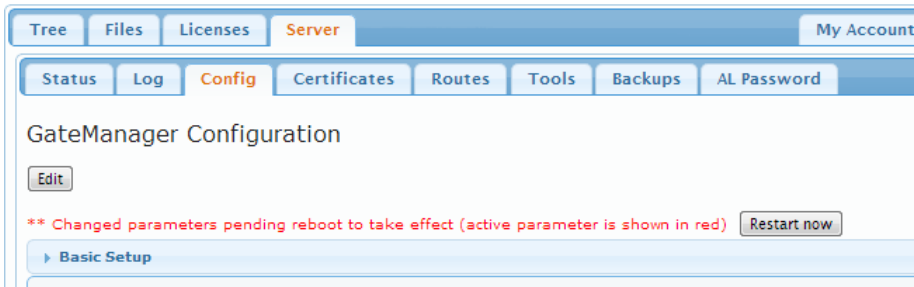 Tree Files Licenses Server My Account
Status Log Config Certificates Routes Tools Backups AL Password
GateManager Configuration
Edit
** Changed parameters pending reboot to take effect (active parameter is shown in red) Restart now
Basic Setup